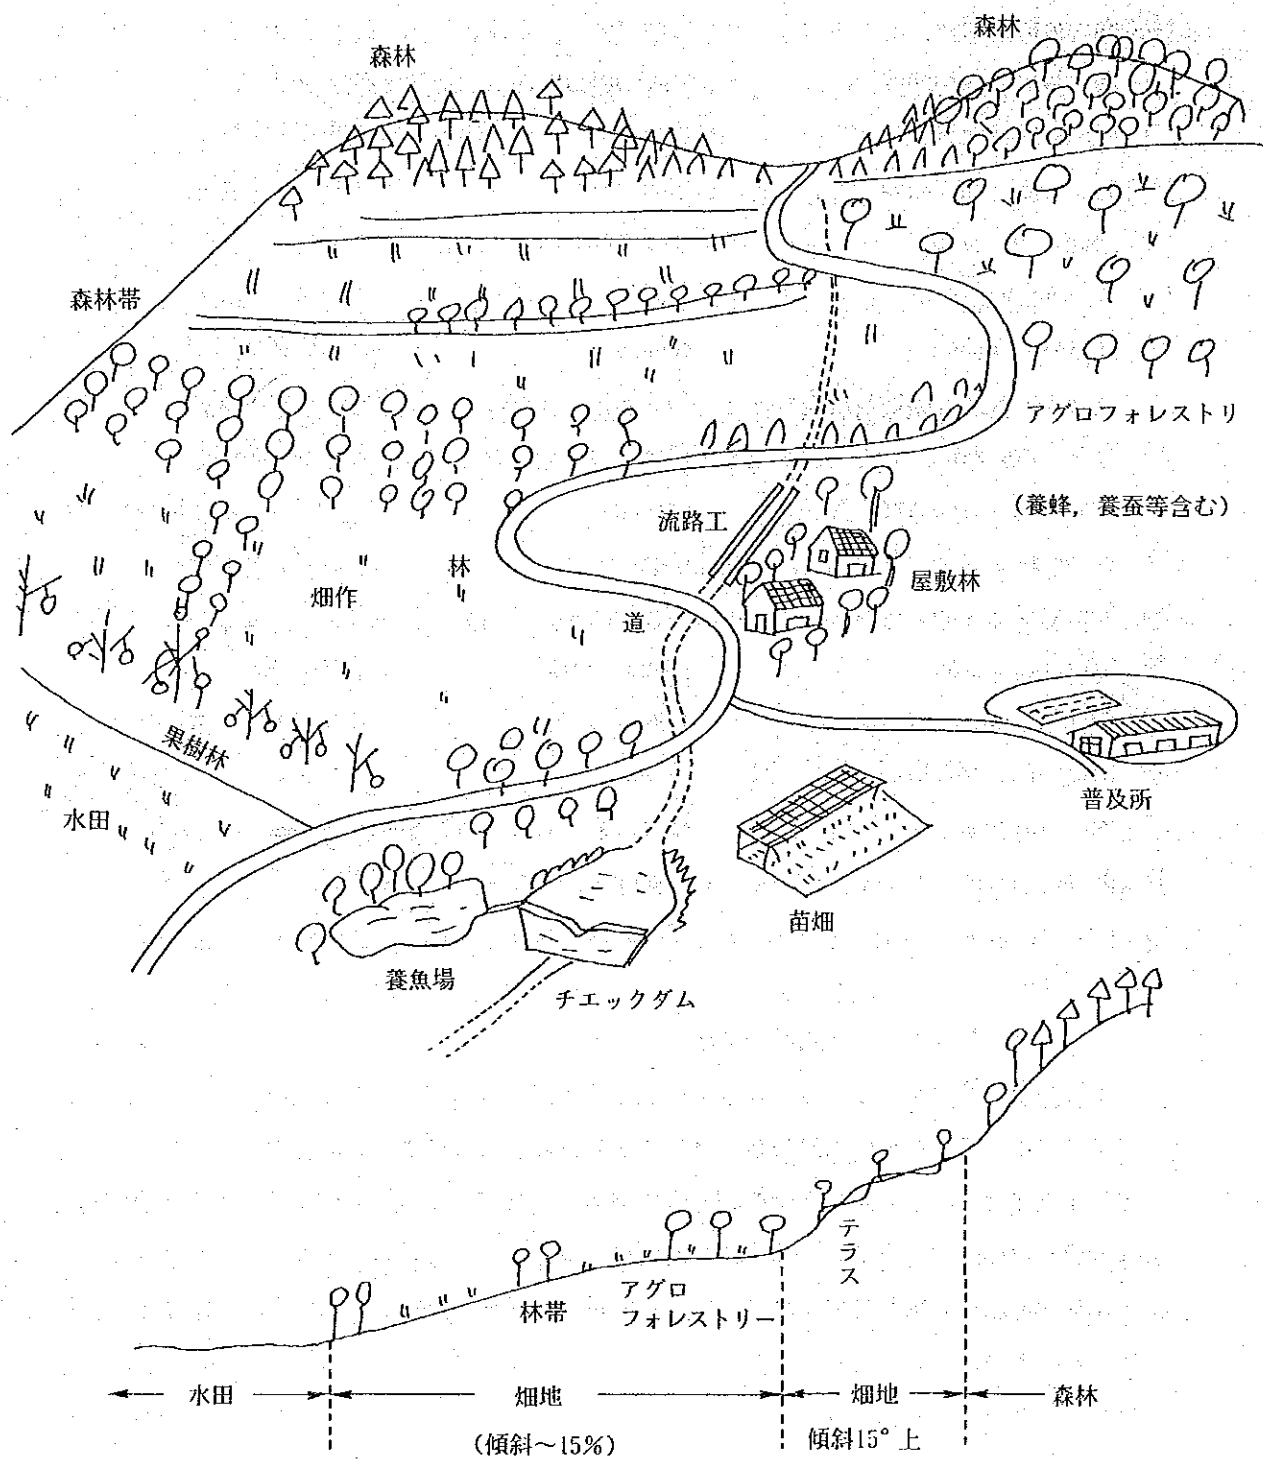 森林
森林
森林帯
アグロフォレストリ
(養蜂，養蚕等含む)
流路工
屋敷林
畑作
林
道
果樹林
水田
普及所
苗畑
養魚場
チエックダム
テラス
アグロ
フォレストリー
林帯
水田
畑地
畑地
森林
(傾斜～15%)
傾斜15°上